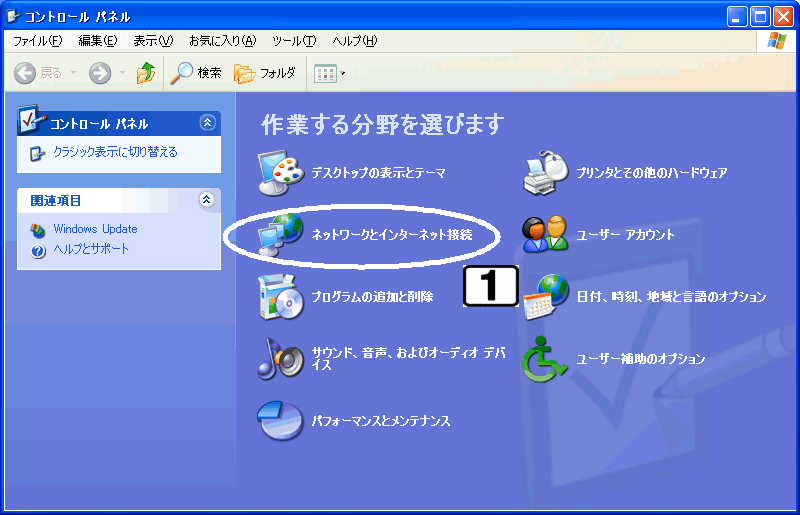 コントロール パネル
ファイル(F) 編集(E) 表示(V) お気に入り(A) ツール(T) ヘルプ(H)
戻る 検索 フォルダ
コントロール パネル
クラシック表示に切り替える
関連項目
Windows Update
ヘルプとサポート
作業する分野を選びます
デスクトップの表示とテーマ
プリンタとその他のハードウェア
ネットワークとインターネット接続
ユーザー アカウント
プログラムの追加と削除
1
日付、時刻、地域と言語のオプション
サウンド、音声、およびオーディオ デバ
イス
ユーザー補助のオプション
パフォーマンスとメンテナンス